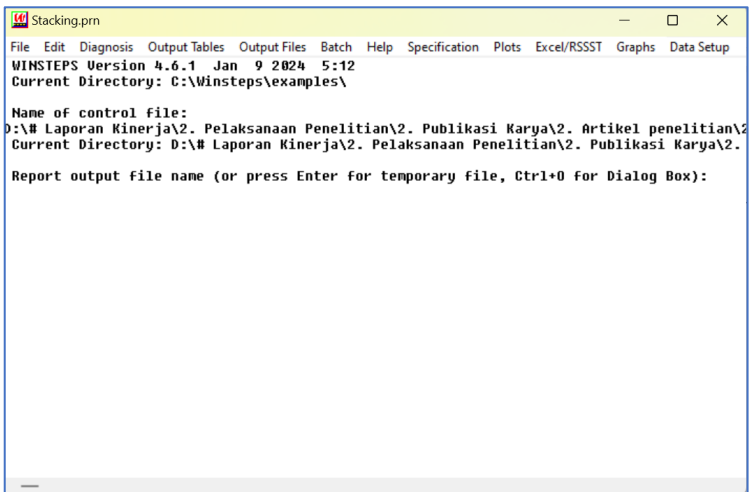 Stacking.prn
File Edit Diagnosis Output Tables Output Files Batch Help Specification Plots Excel/RSSST Graphs Data Setup
WINSTEPS Version 4.6.1 Jan 9 2024 5:12
Current Directory: C:\Winsteps\examples\
Name of control file:
D:\# Laporan Kinerja\2. Pelaksanaan Penelitian\2. Publikasi Karya\2. Artikel penelitian\2
Current Directory: D:\# Laporan Kinerja\2. Pelaksanaan Penelitian\2. Publikasi Karya\2.
Report output file name (or press Enter for temporary file, Ctrl+O for Dialog Box):